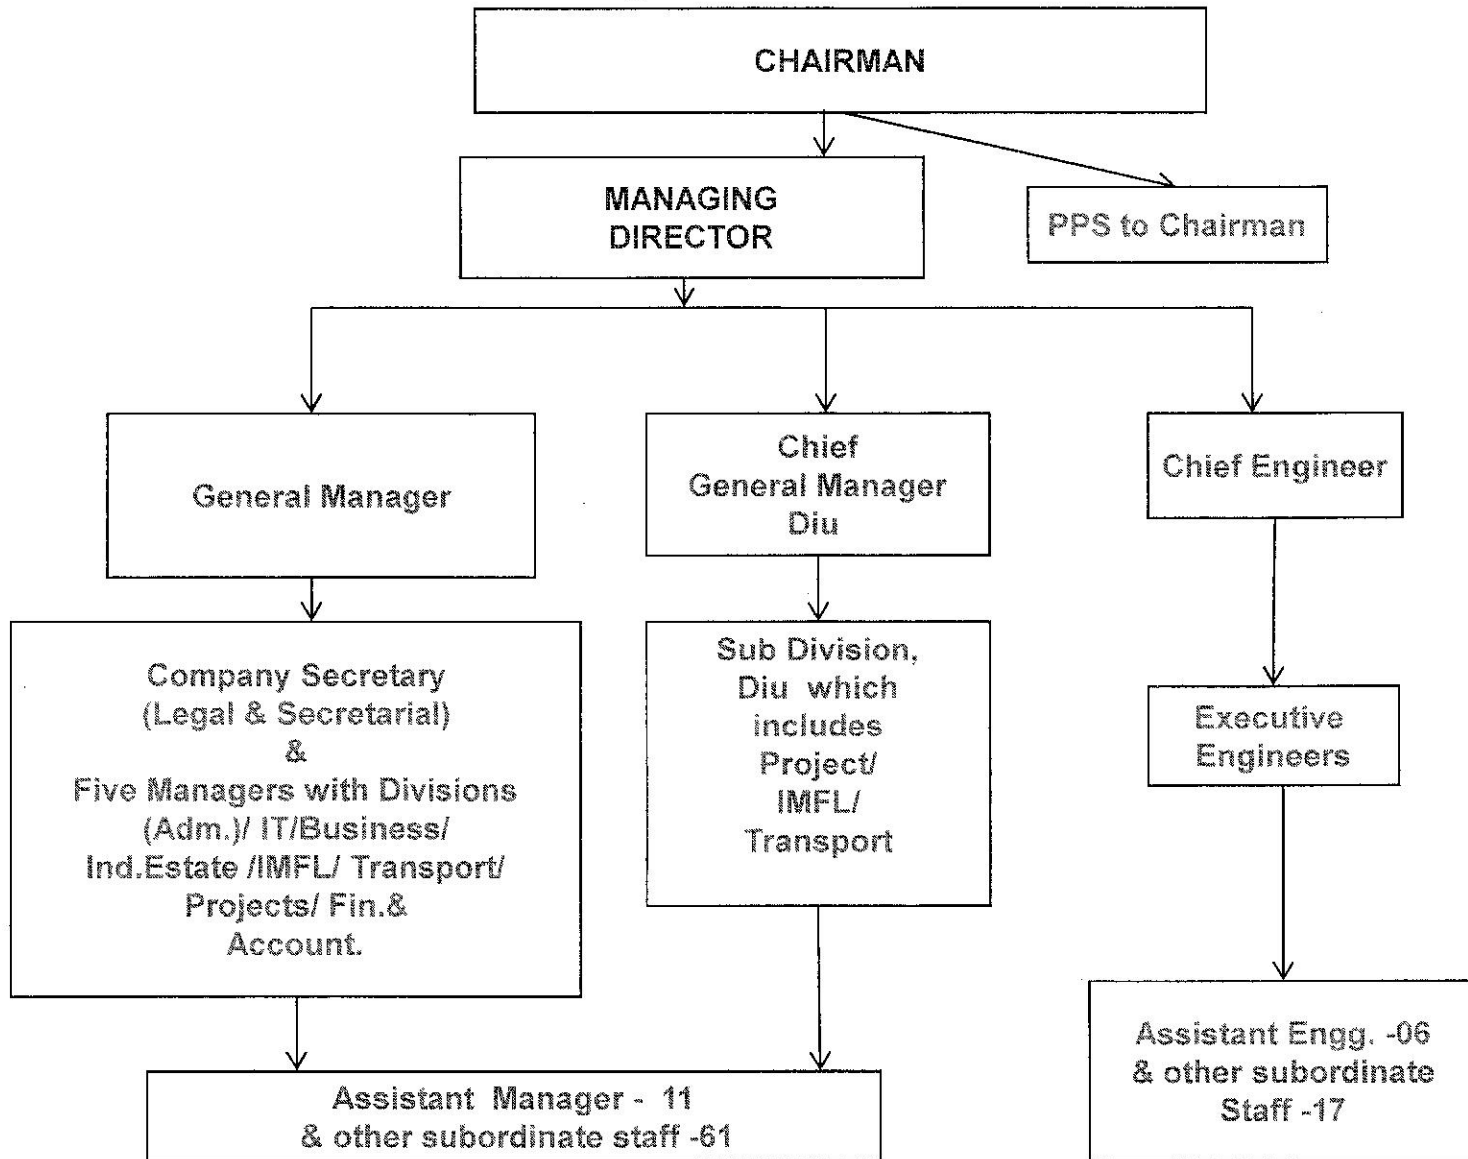 CHAIRMAN
MANAGING
DIRECTOR
PPS to Chairman
General Manager
Chief
General Manager
Diu
Chief Engineer
Company Secretary
(Legal & Secretarial)
&
Five Managers with Divisions
(Adm.)/ IT/Business/
Ind.Estate /IMFL/ Transport/
Projects/ Fin.&
Account.
Sub Division,
Diu which
includes
Project/
IMFL/
Transport
Executive
Engineers
Assistant Manager - 11
& other subordinate staff -61
Assistant Engg. -06
& other subordinate
Staff -17